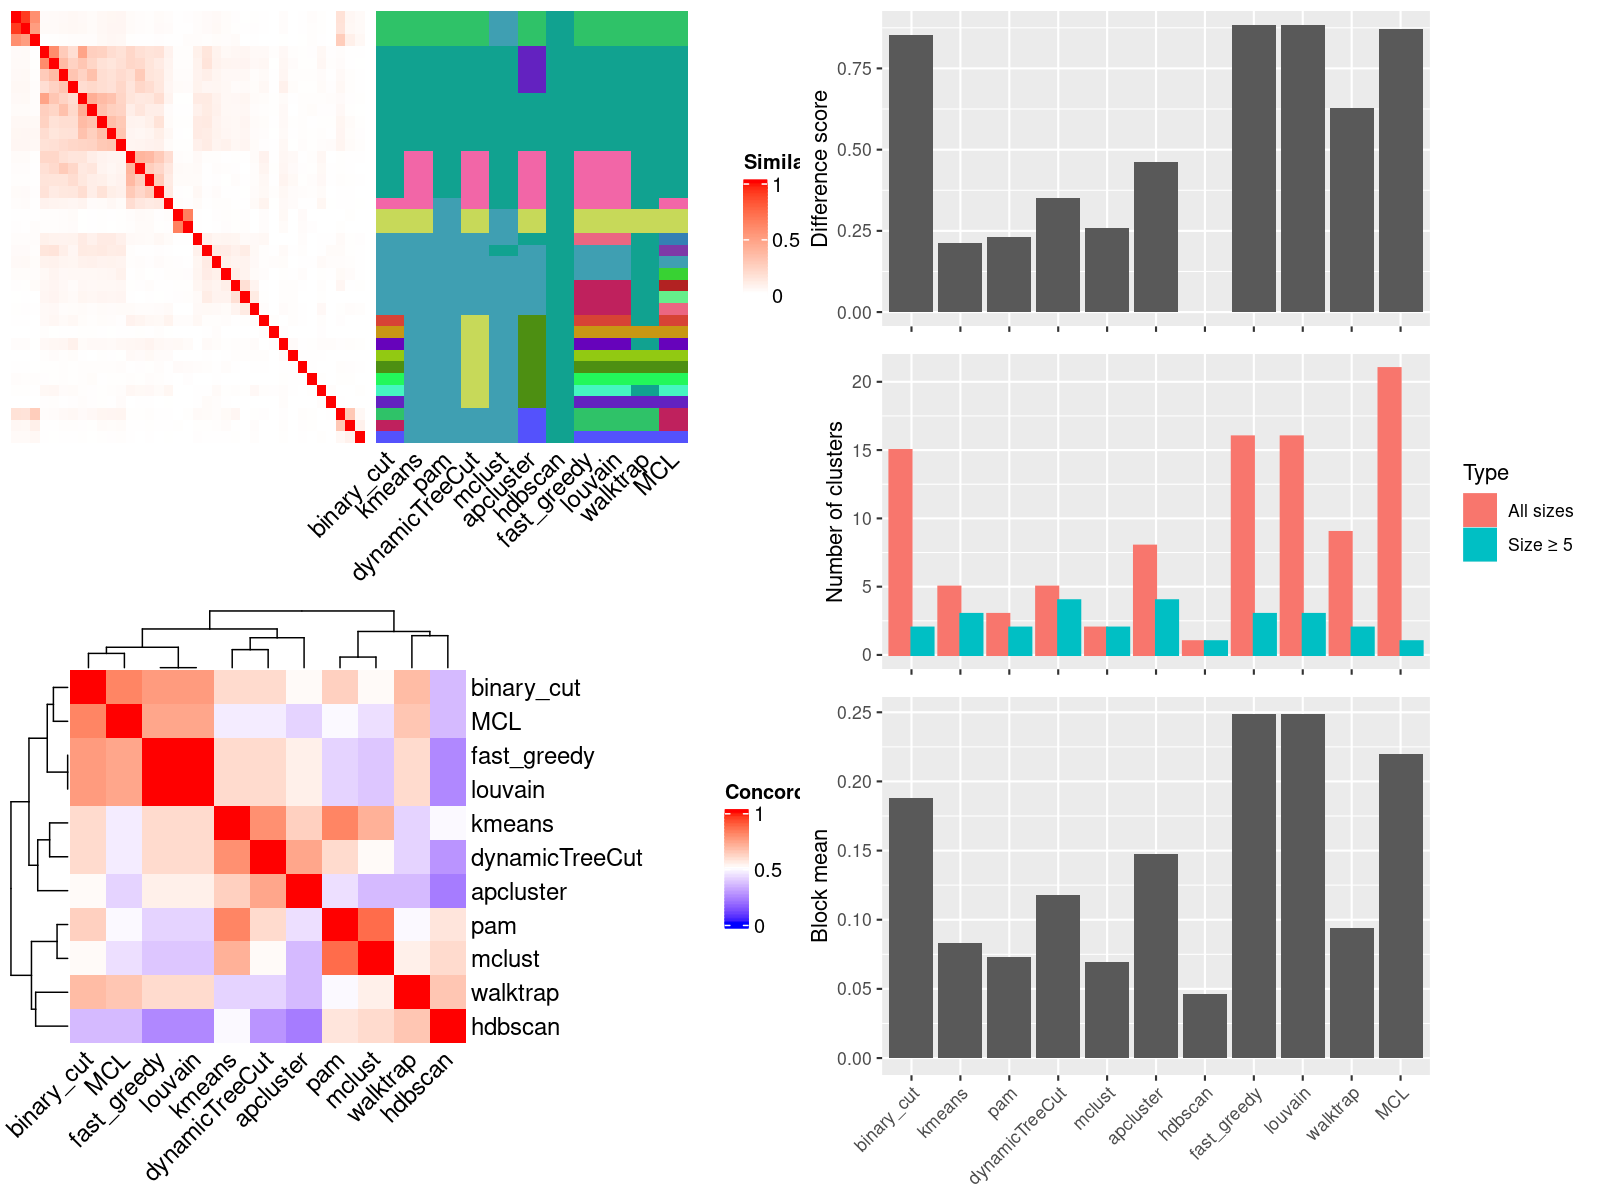 Simila
1
0.5
0
binary_cut
kmeans
pam
dynamicTreeCut
mclust
apcluster
hdbscan
fast_greedy
louvain
walktrap
MCL
binary_cut
MCL
fast_greedy
louvain
kmeans
dynamicTreeCut
apcluster
pam
mclust
walktrap
hdbscan
binary_cut
MCL
fast_greedy
louvain
kmeans
dynamicTreeCut
apcluster
pam
mclust
walktrap
hdbscan
Concord
1
0.5
0
Difference score
0.75
0.50
0.25
0.00
Number of clusters
20
15
10
5
0
Type
All sizes
Size ≥ 5
Block mean
0.25
0.20
0.15
0.10
0.05
0.00
binary_cut
kmeans
pam
dynamicTreeCut
mclust
apcluster
hdbscan
fast_greedy
louvain
walktrap
MCL